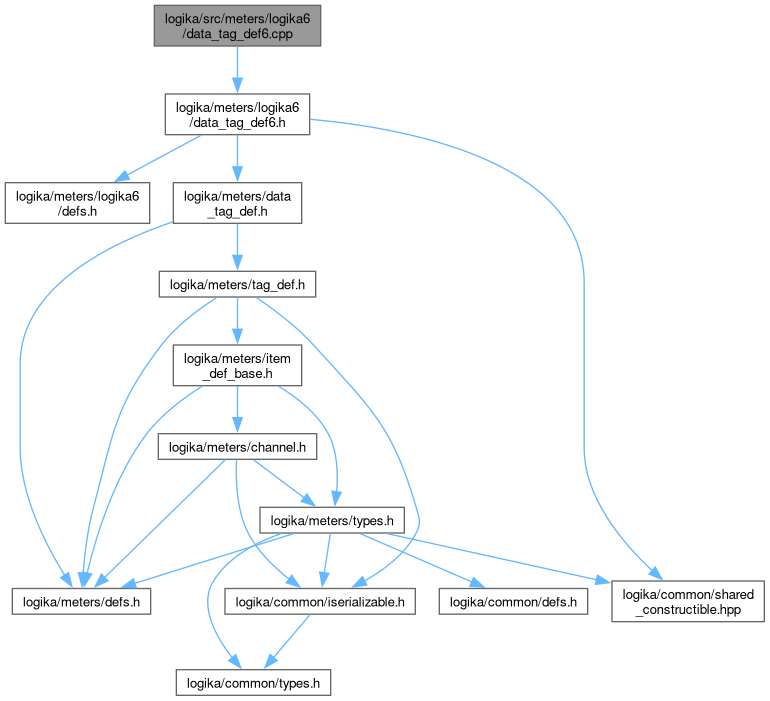 logika/src/meters/logika6
/data_tag_def6.cpp
logika/meters/logika6
/data_tag_def6.h
logika/meters/logika6
/defs.h
logika/meters/data
_tag_def.h
logika/meters/tag_def.h
logika/meters/item
_def_base.h
logika/meters/channel.h
logika/meters/types.h
logika/meters/defs.h
logika/common/iserializable.h
logika/common/defs.h
logika/common/shared
_constructible.hpp
logika/common/types.h